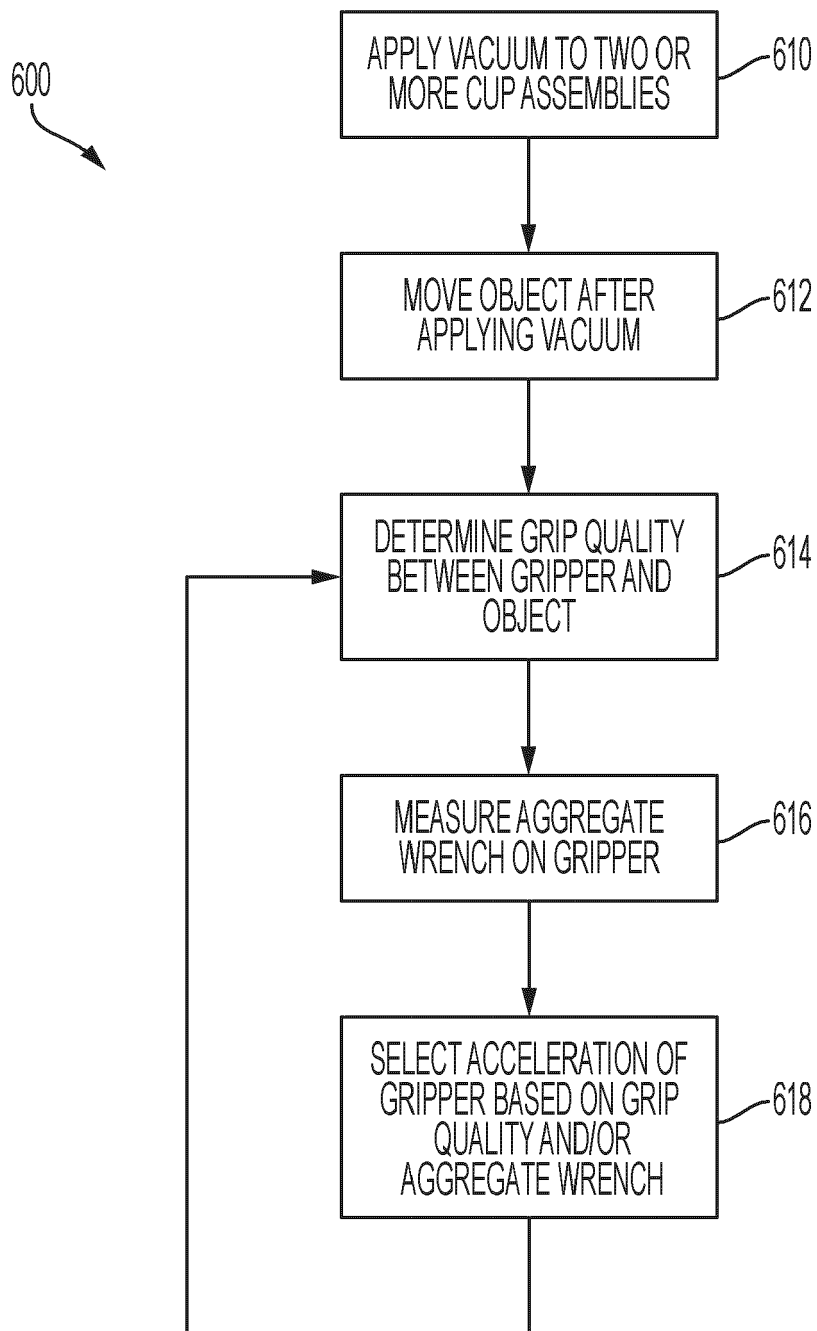 600
APPLY VACUUM TO TWO OR
MORE CUP ASSEMBLIES
610
MOVE OBJECT AFTER
APPLYING VACUUM
612
DETERMINE GRIP QUALITY
BETWEEN GRIPPER AND
OBJECT
614
MEASURE AGGREGATE
WRENCH ON GRIPPER
616
SELECT ACCELERATION OF
GRIPPER BASED ON GRIP
QUALITY AND/OR
AGGREGATE WRENCH
618